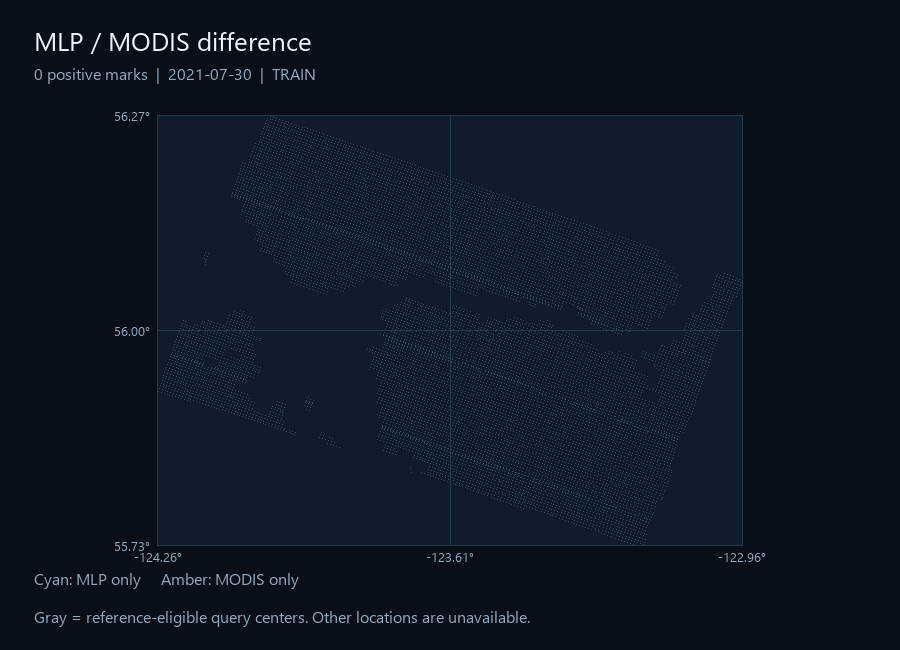 MLP / MODIS difference
0 positive marks | 2021-07-30 | TRAIN
56.27°
56.00°
55.73°
-124.26° -123.61° -122.96°
Cyan: MLP only Amber: MODIS only
Gray = reference-eligible query centers. Other locations are unavailable.